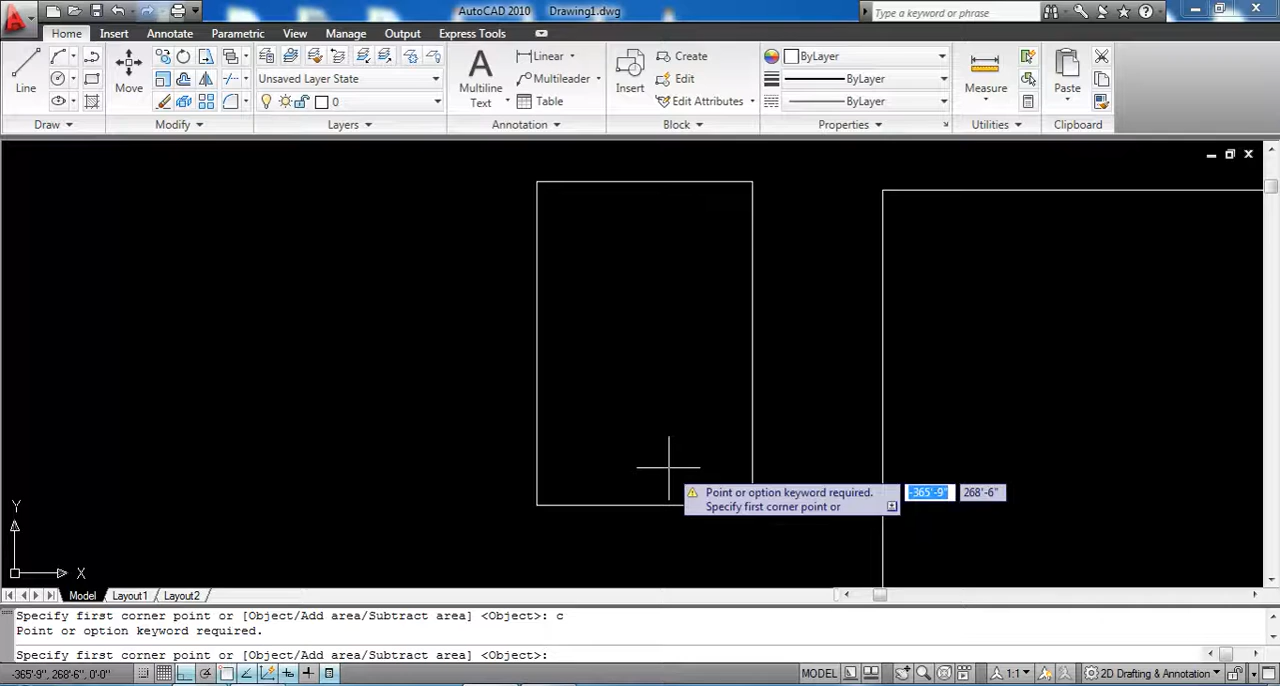 AutoCAD 2010 Drawing1.dwg
Type a keyword or phrase
Home Insert Annotate Parametric View Manage Output Express Tools
Line
Move
Unsaved Layer State
0
Multiline
Text
Linear
Multileader
Table
Insert
Create
Edit
Edit Attributes
ByLayer
ByLayer
ByLayer
Measure
Paste
Draw Modify Layers Annotation Block Properties Utilities Clipboard
Point or option keyword required.
Specify first corner point or
-365'-9" 268'-6"
Y
X
Model Layout1 Layout2
Specify first corner point or [Object/Add area/Subtract area] <Object>: c
Point or option keyword required.
Specify first corner point or [Object/Add area/Subtract area] <Object>:
-365'-9", 268'-6", 0'-0" MODEL 1:1 2D Drafting & Annotation